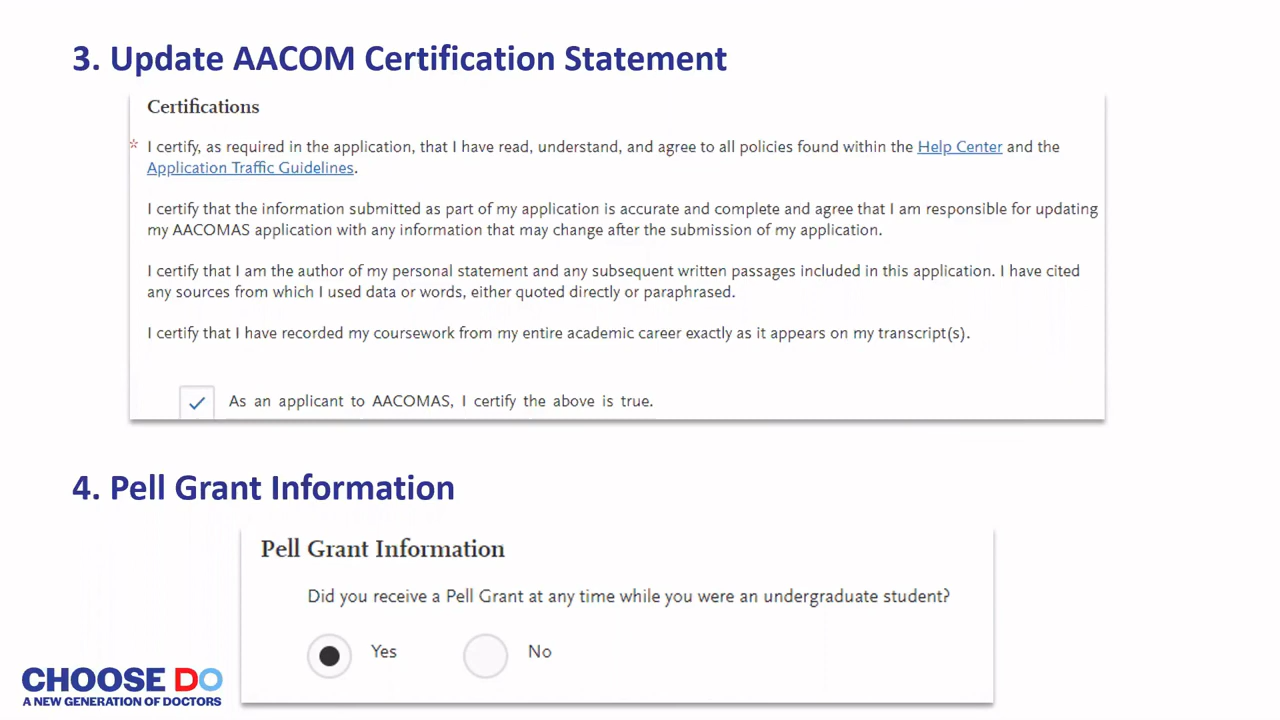 3. Update AACOM Certification Statement
Certifications
* I certify, as required in the application, that I have read, understand, and agree to all policies found within the Help Center and the
Application Traffic Guidelines.
I certify that the information submitted as part of my application is accurate and complete and agree that I am responsible for updating
my AACOMAS application with any information that may change after the submission of my application.
I certify that I am the author of my personal statement and any subsequent written passages included in this application. I have cited
any sources from which I used data or words, either quoted directly or paraphrased.
I certify that I have recorded my coursework from my entire academic career exactly as it appears on my transcript(s).
As an applicant to AACOMAS, I certify the above is true.
4. Pell Grant Information
Pell Grant Information
Did you receive a Pell Grant at any time while you were an undergraduate student?
Yes No
CHOOSE DO
A NEW GENERATION OF DOCTORS